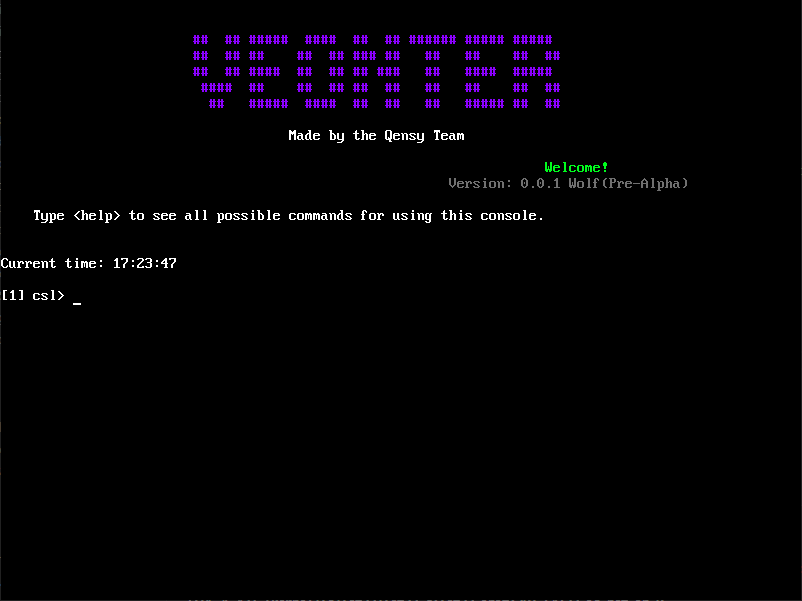 VEONTER
Made by the Qensy Team
Welcome!
Version: 0.0.1 Wolf(Pre-Alpha)
Type <help> to see all possible commands for using this console.
Current time: 17:23:47
[1] csl> _